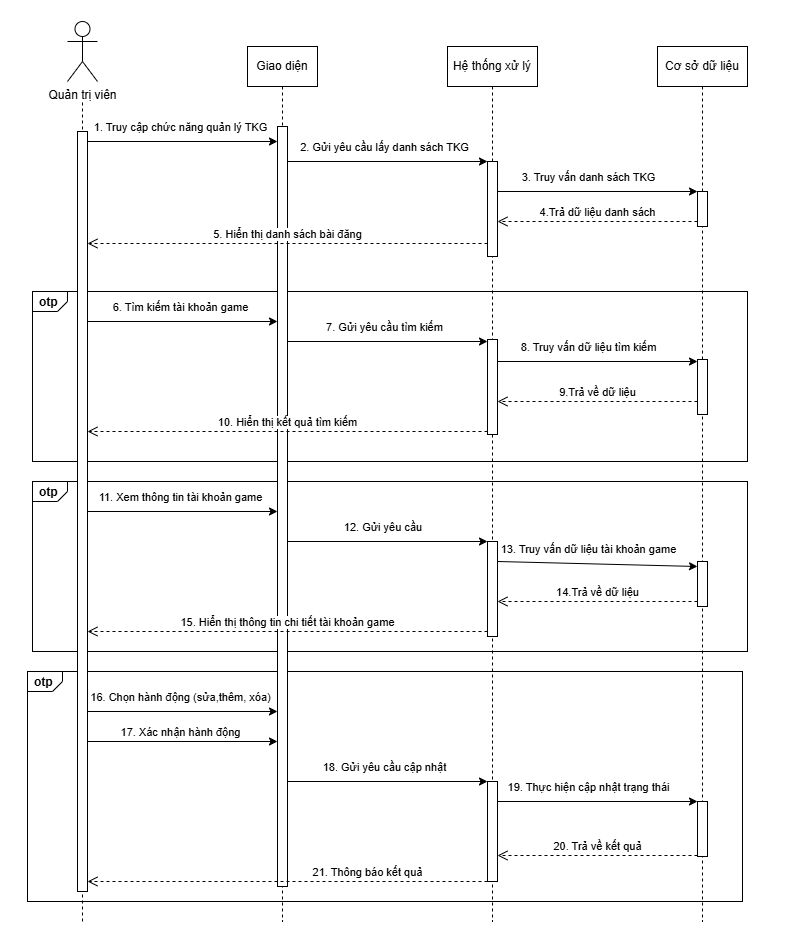 Quản trị viên
Giao diện
Hệ thống xử lý
Cơ sở dữ liệu
1. Truy cập chức năng quản lý TKG
2. Gửi yêu cầu lấy danh sách TKG
3. Truy vấn danh sách TKG
4.Trả dữ liệu danh sách
5. Hiển thị danh sách bài đăng
otp
6. Tìm kiếm tài khoản game
7. Gửi yêu cầu tìm kiếm
8. Truy vấn dữ liệu tìm kiếm
9.Trả về dữ liệu
10. Hiển thị kết quả tìm kiếm
otp
11. Xem thông tin tài khoản game
12. Gửi yêu cầu
13. Truy vấn dữ liệu tài khoản game
14.Trả về dữ liệu
15. Hiển thị thông tin chi tiết tài khoản game
otp
16. Chọn hành động (sửa,thêm, xóa)
17. Xác nhận hành động
18. Gửi yêu cầu cập nhật
19. Thực hiện cập nhật trạng thái
20. Trả về kết quả
21. Thông báo kết quả